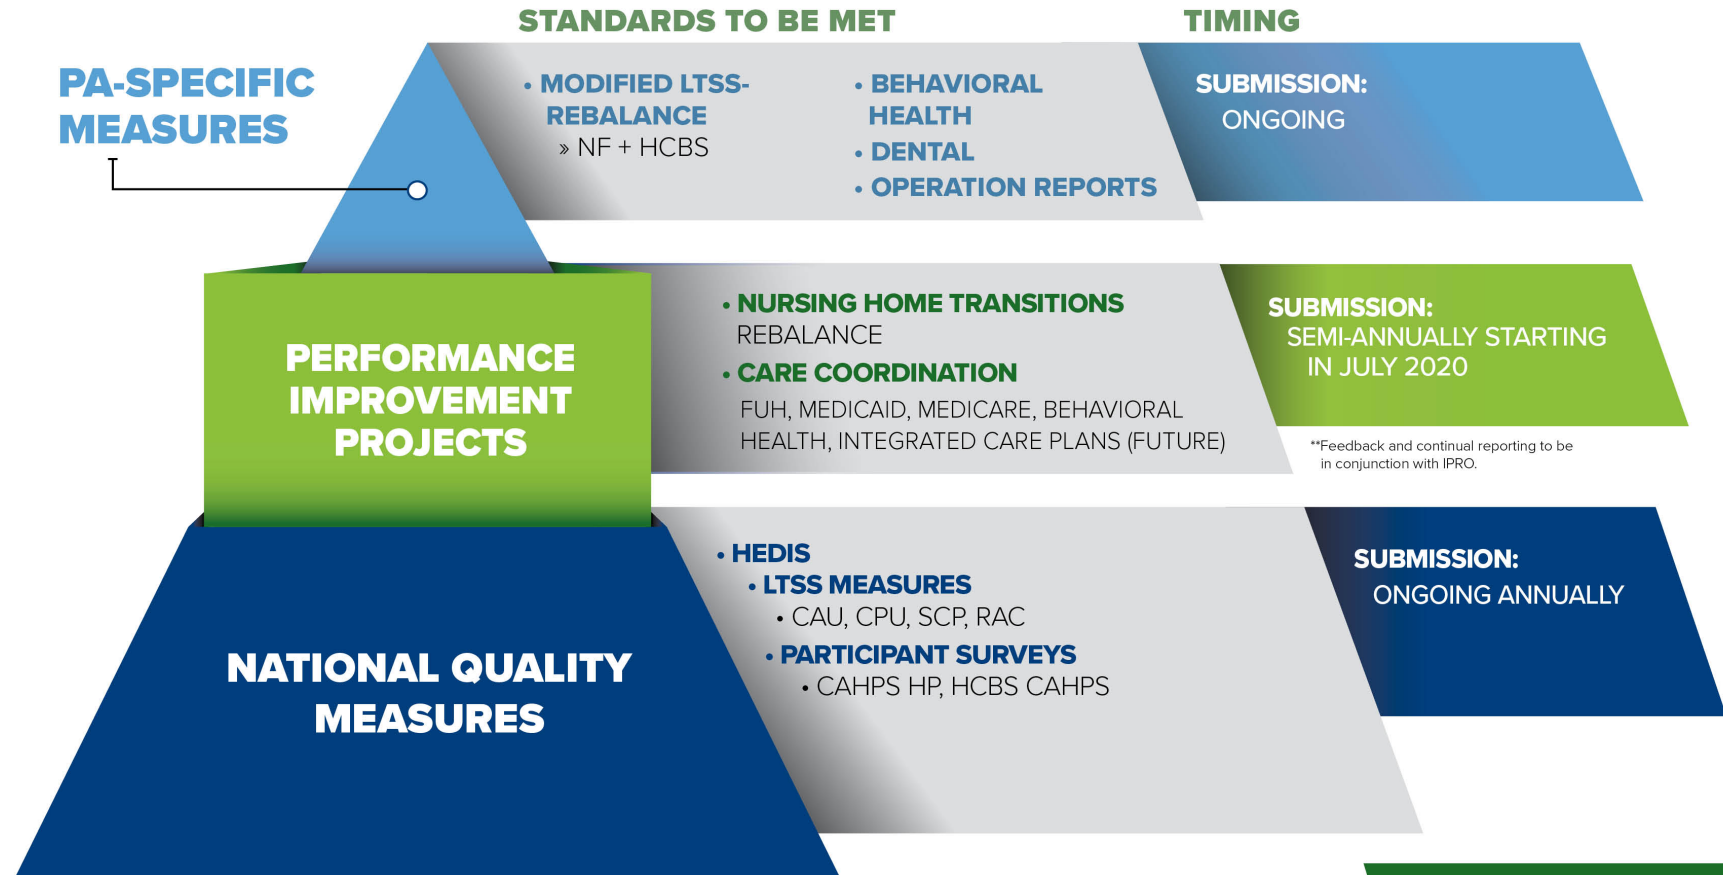 STANDARDS TO BE MET
TIMING
PA-SPECIFIC
MEASURES
• MODIFIED LTSS-
REBALANCE
» NF + HCBS
• BEHAVIORAL
HEALTH
• DENTAL
• OPERATION REPORTS
SUBMISSION:
ONGOING
PERFORMANCE
IMPROVEMENT
PROJECTS
• NURSING HOME TRANSITIONS
REBALANCE
• CARE COORDINATION
FUH, MEDICAID, MEDICARE, BEHAVIORAL
HEALTH, INTEGRATED CARE PLANS (FUTURE)
SUBMISSION:
SEMI-ANNUALLY STARTING
IN JULY 2020
**Feedback and continual reporting to be
in conjunction with IPRO.
NATIONAL QUALITY
MEASURES
• HEDIS
• LTSS MEASURES
• CAU, CPU, SCP, RAC
• PARTICIPANT SURVEYS
• CAHPS HP, HCBS CAHPS
SUBMISSION:
ONGOING ANNUALLY